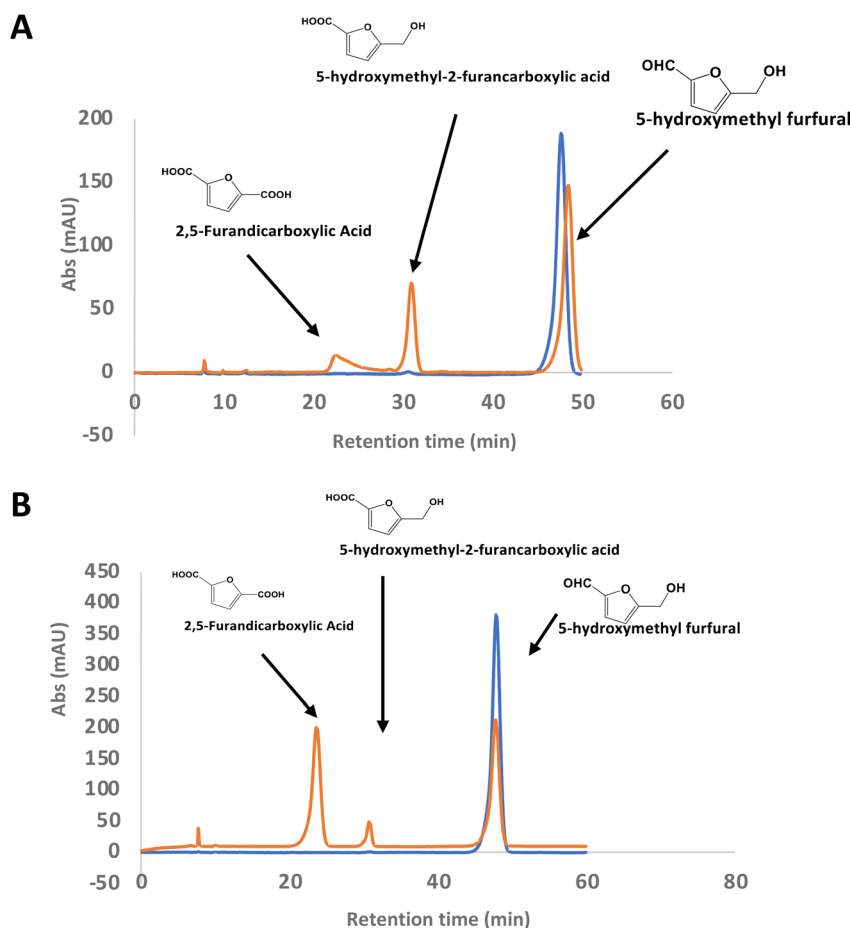 A
HOOC O OH
5-hydroxymethyl-2-furancarboxylic acid
OHC O OH
5-hydroxymethyl furfural
HOOC O COOH
2,5-Furandicarboxylic Acid
Abs (mAU)
200
150
100
50
0
-50
0 10 20 30 40 50 60
Retention time (min)
B
HOOC O OH
5-hydroxymethyl-2-furancarboxylic acid
HOOC O COOH
2,5-Furandicarboxylic Acid
OHC O OH
5-hydroxymethyl furfural
Abs (mAU)
450
400
350
300
250
200
150
100
50
0
-50
0 20 40 60 80
Retention time (min)